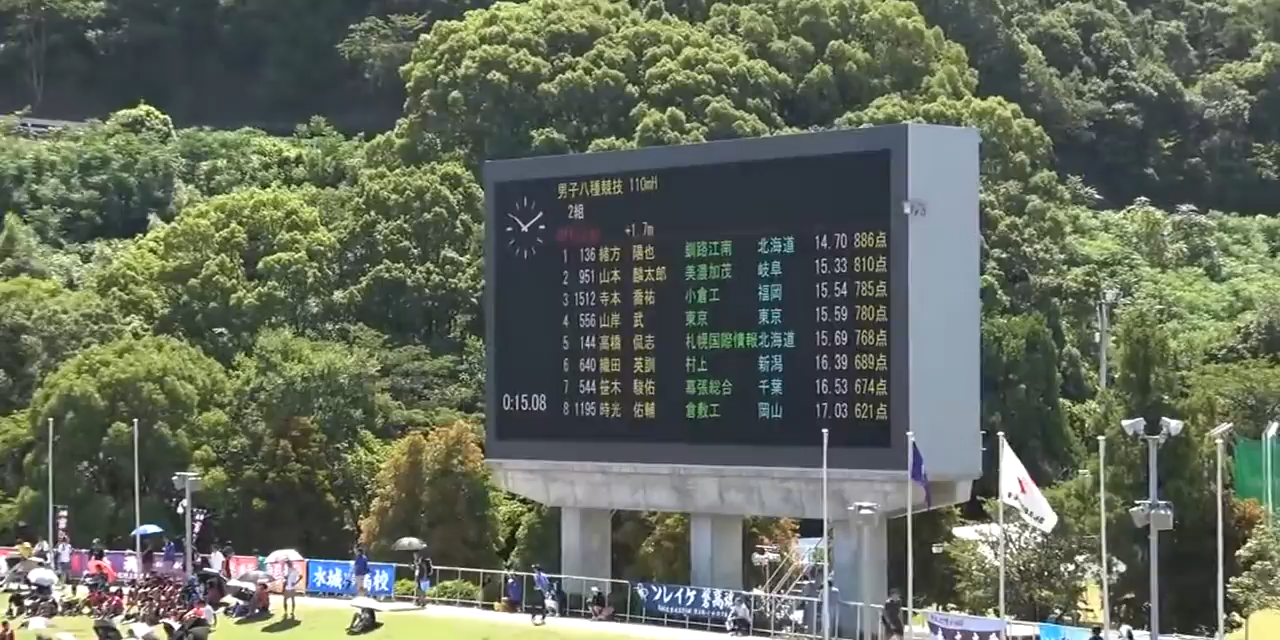 男子八種競技 110mH
2組
+1.7m
1 136 緒方 陽也 釧路江南 北海道 14.70 886点
2 951 山本 麟太郎 美濃加茂 岐阜 15.33 810点
3 1512 寺本 喬祐 小倉工 福岡 15.54 785点
4 556 山岸 武 東京 東京 15.59 780点
5 144 高橋 侃志 札幌国際情報 北海道 15.69 768点
6 640 織田 英訓 村上 新潟 16.39 689点
7 544 笹木 駿佑 幕張総合 千葉 16.53 674点
8 1195 時光 佑輔 倉敷工 岡山 17.03 621点
0:15.08
水城高校
ソレイケ